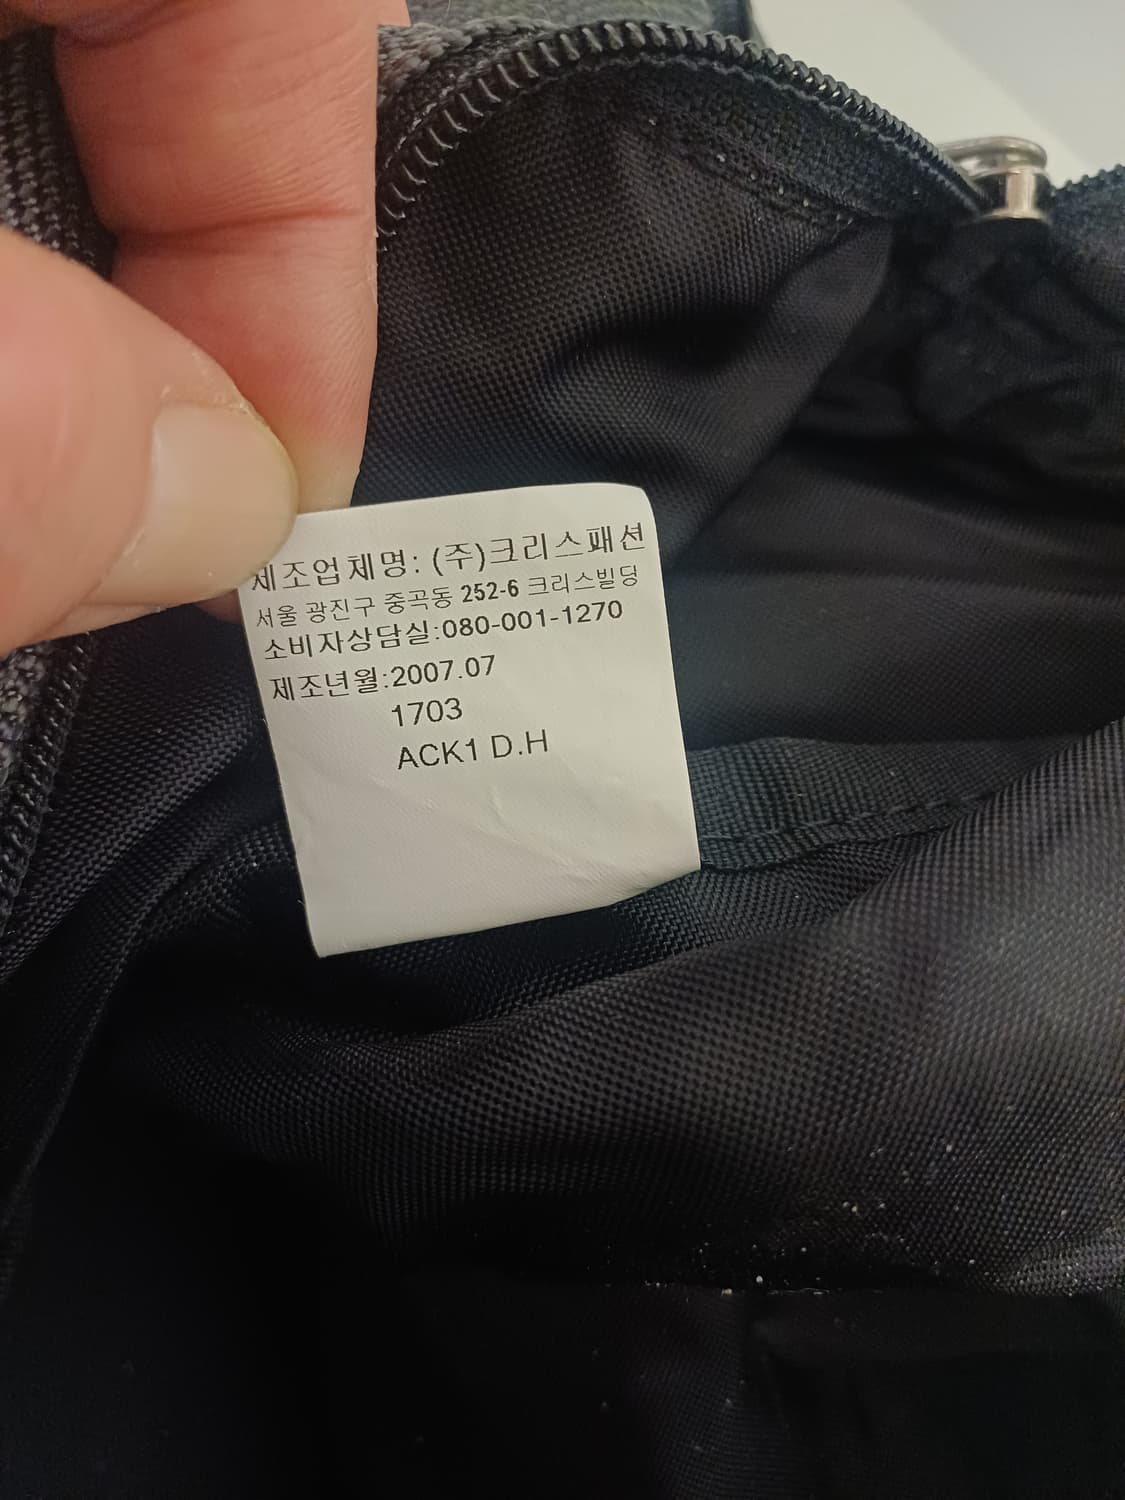 제조업체명: (주)크리스패션
서울 광진구 중곡동 252-6 크리스빌딩
소비자상담실:080-001-1270
제조년월:2007.07
1703
ACK1 D.H